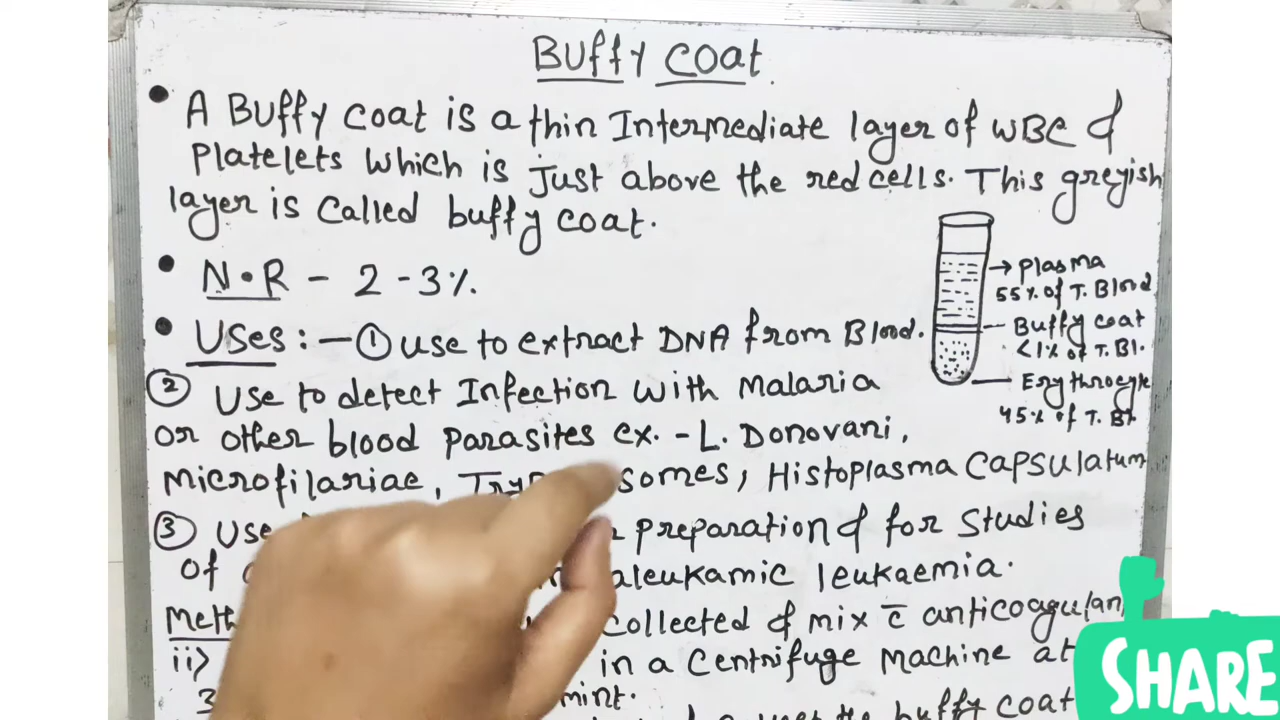 Buffy coat
A Buffy coat is a thin Intermediate layer of WBC &
Platelets which is just above the red cells. This greyish
layer is called buffy coat.
N.R - 2 - 3%.
Uses : - ① use to extract DNA from Blood.
② Use to detect Infection with Malaria
or other blood parasites ex. - L. Donovani,
Microfilariae, somes, Histoplasma Capsulatum
③ Use preparation & for Studies
of aleukamic leukaemia.
Meth collected & mix c̄ anticoagulan
ii> in a centrifuge machine at
3 mint.
the buffy coat
→ Plasma
55% of T. Blood
Buffy coat
<1% of T. Bl.
Erythrocyte
45% of T. Bl.
SHARE